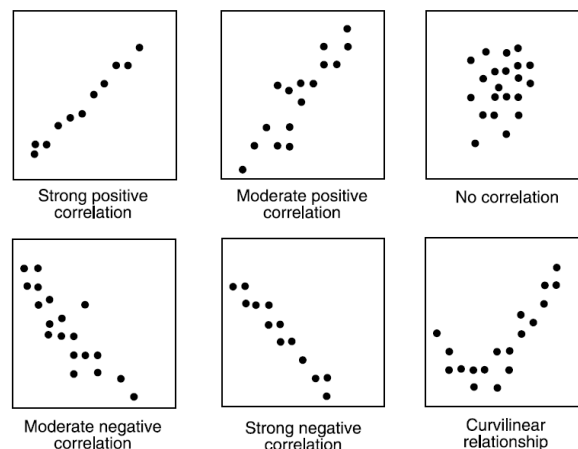 Strong positive
correlation
Moderate positive
correlation
No correlation
Moderate negative
correlation
Strong negative
correlation
Curvilinear
relationship